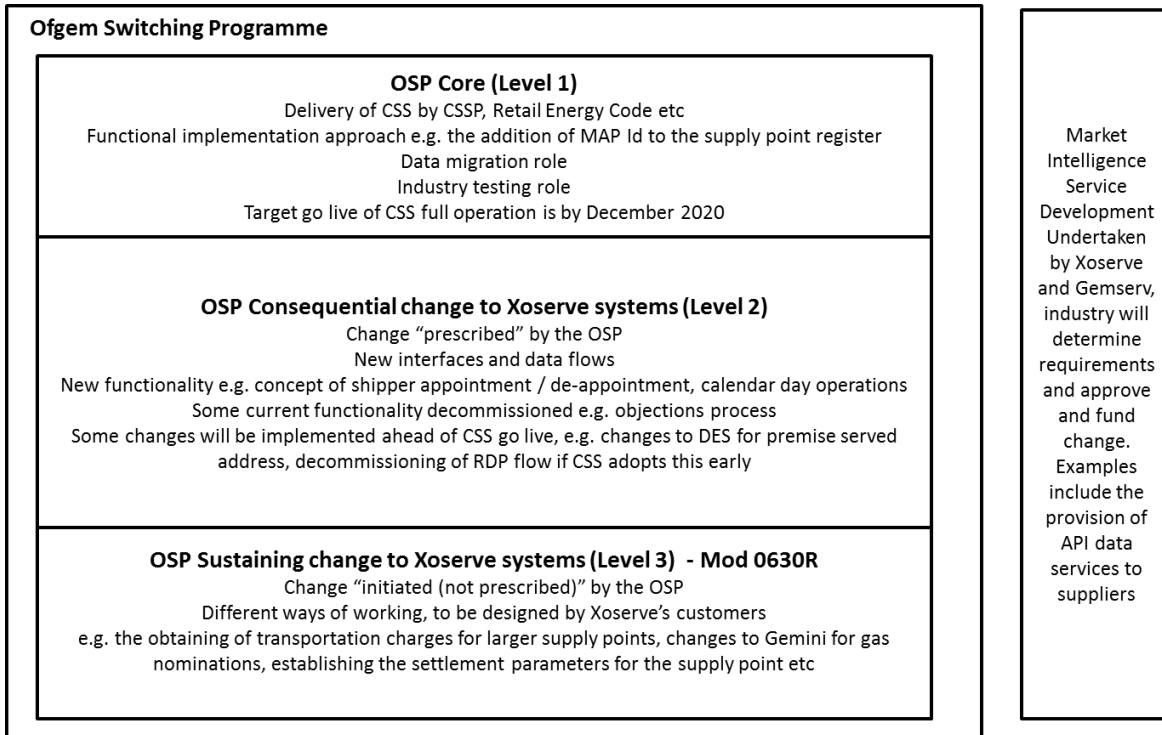 Ofgem Switching Programme
OSP Core (Level 1)
Delivery of CSS by CSSP, Retail Energy Code etc
Functional implementation approach e.g. the addition of MAP Id to the supply point register
Data migration role
Industry testing role
Target go live of CSS full operation is by December 2020
OSP Consequential change to Xoserve systems (Level 2)
Change “prescribed” by the OSP
New interfaces and data flows
New functionality e.g. concept of shipper appointment / de-appointment, calendar day operations
Some current functionality decommissioned e.g. objections process
Some changes will be implemented ahead of CSS go live, e.g. changes to DES for premise served
address, decommissioning of RDP flow if CSS adopts this early
OSP Sustaining change to Xoserve systems (Level 3)  - Mod 0630R
Change “initiated (not prescribed)” by the OSP
Different ways of working, to be designed by Xoserve’s customers
e.g. the obtaining of transportation charges for larger supply points, changes to Gemini for gas
nominations, establishing the settlement parameters for the supply point etc
Market
Intelligence
Service
Development
Undertaken
by Xoserve
and Gemserv,
industry will
determine
requirements
and approve
and fund
change.
Examples
include the
provision of
API data
services to
suppliers